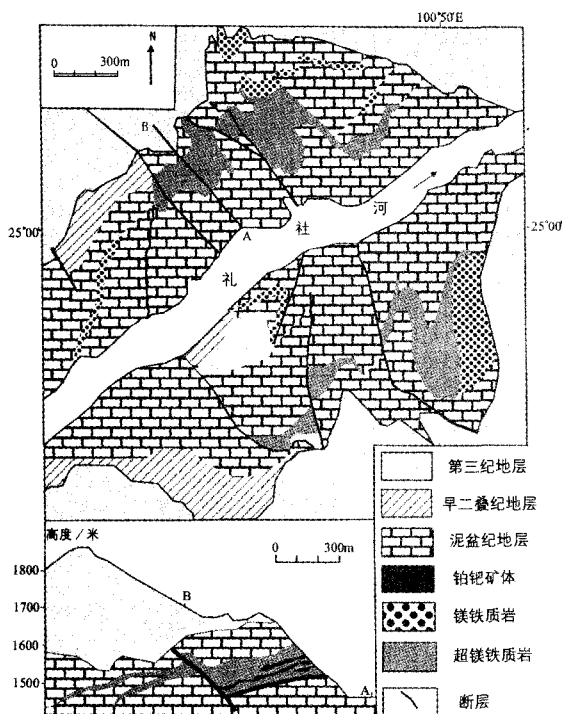 100°50′E
N
0 300m
B
A
25°00′
25°00′
礼
社
河
高度/米
0 300m
1800
1700
1600
1500
B
A
第三纪地层
早二叠纪地层
泥盆纪地层
铂钯矿体
镁铁质岩
超镁铁质岩
断层